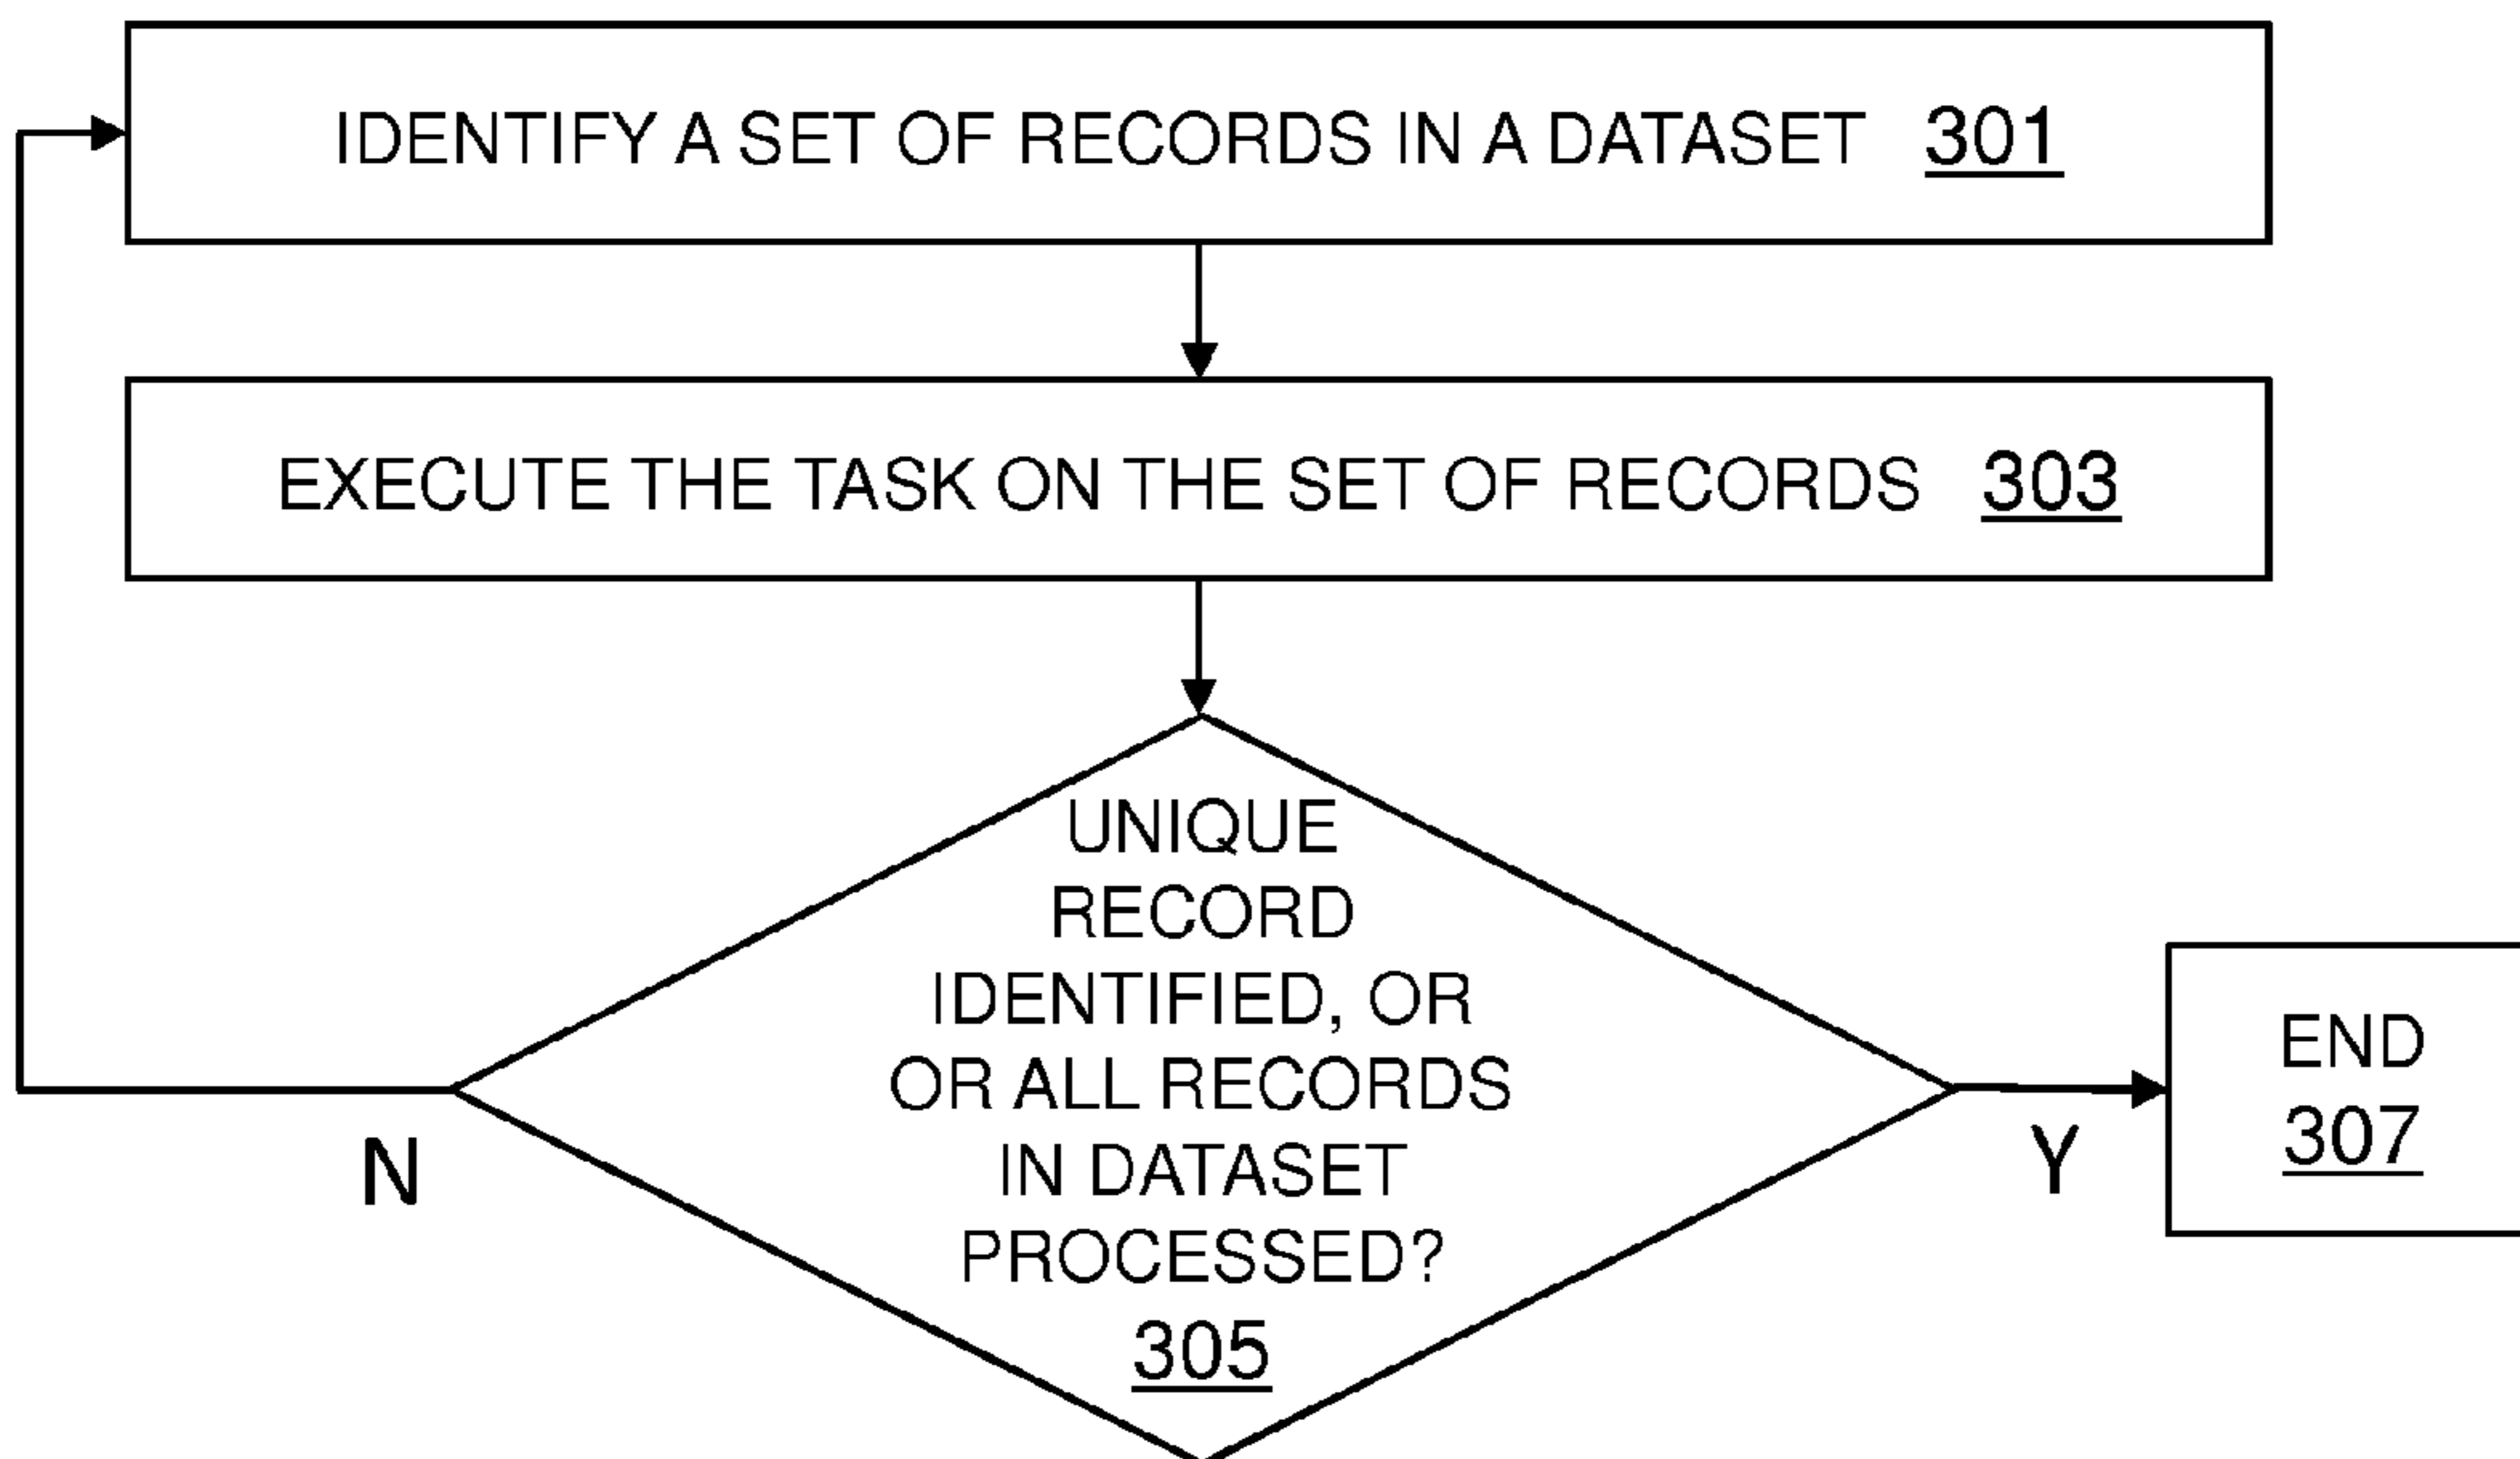 IDENTIFY A SET OF RECORDS IN A DATASET 301
EXECUTE THE TASK ON THE SET OF RECORDS 303
UNIQUE
RECORD
IDENTIFIED, OR
OR ALL RECORDS
IN DATASET
PROCESSED?
305
N
Y
END
307